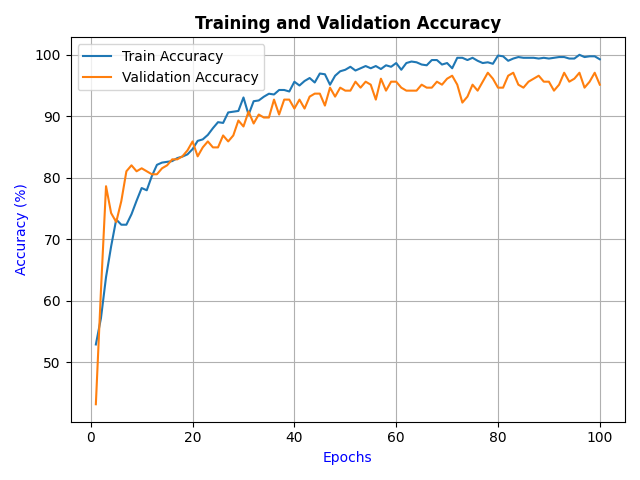 Training and Validation Accuracy
Train Accuracy
Validation Accuracy
Accuracy (%)
100
90
80
70
60
50
0 20 40 60 80 100
Epochs